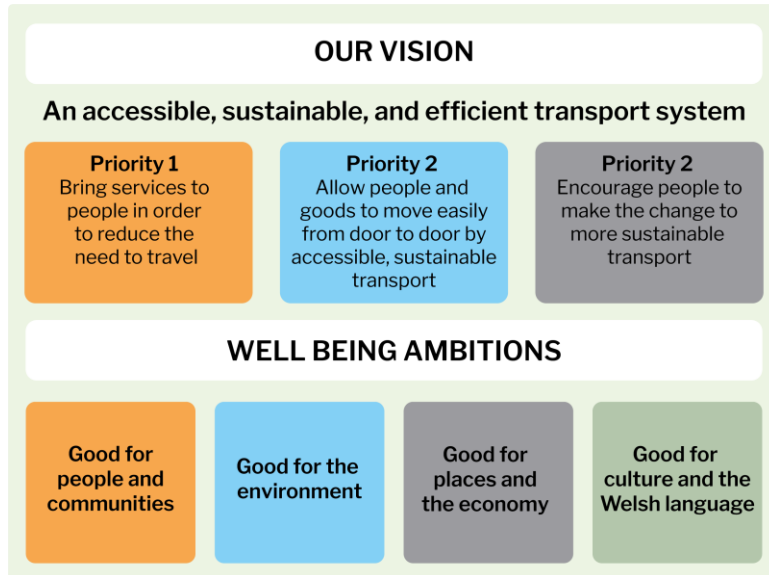 OUR VISION
An accessible, sustainable, and efficient transport system
Priority 1
Bring services to
people in order
to reduce the
need to travel
Priority 2
Allow people and
goods to move easily
from door to door by
accessible, sustainable
transport
Priority 2
Encourage people to
make the change to
more sustainable
transport
WELL BEING AMBITIONS
Good for
people and
communities
Good for the
environment
Good for
places and
the economy
Good for
culture and the
Welsh language